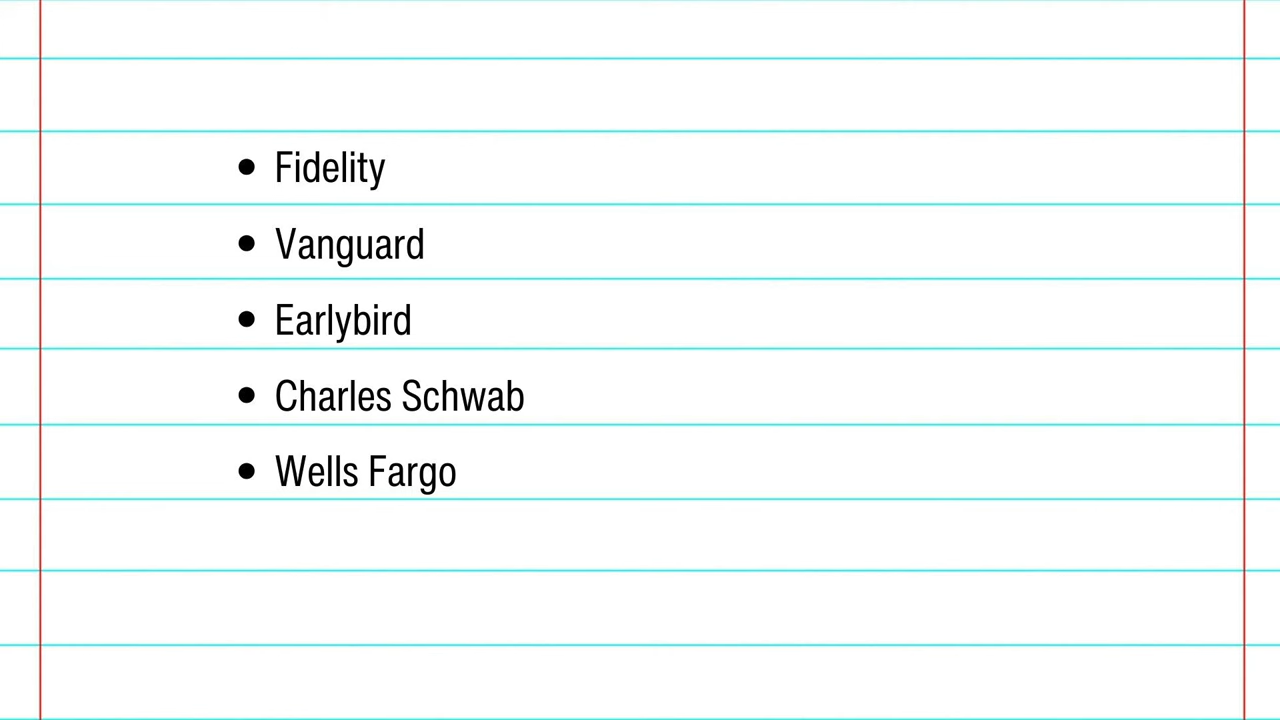 • Fidelity
• Vanguard
• Earlybird
• Charles Schwab
• Wells Fargo